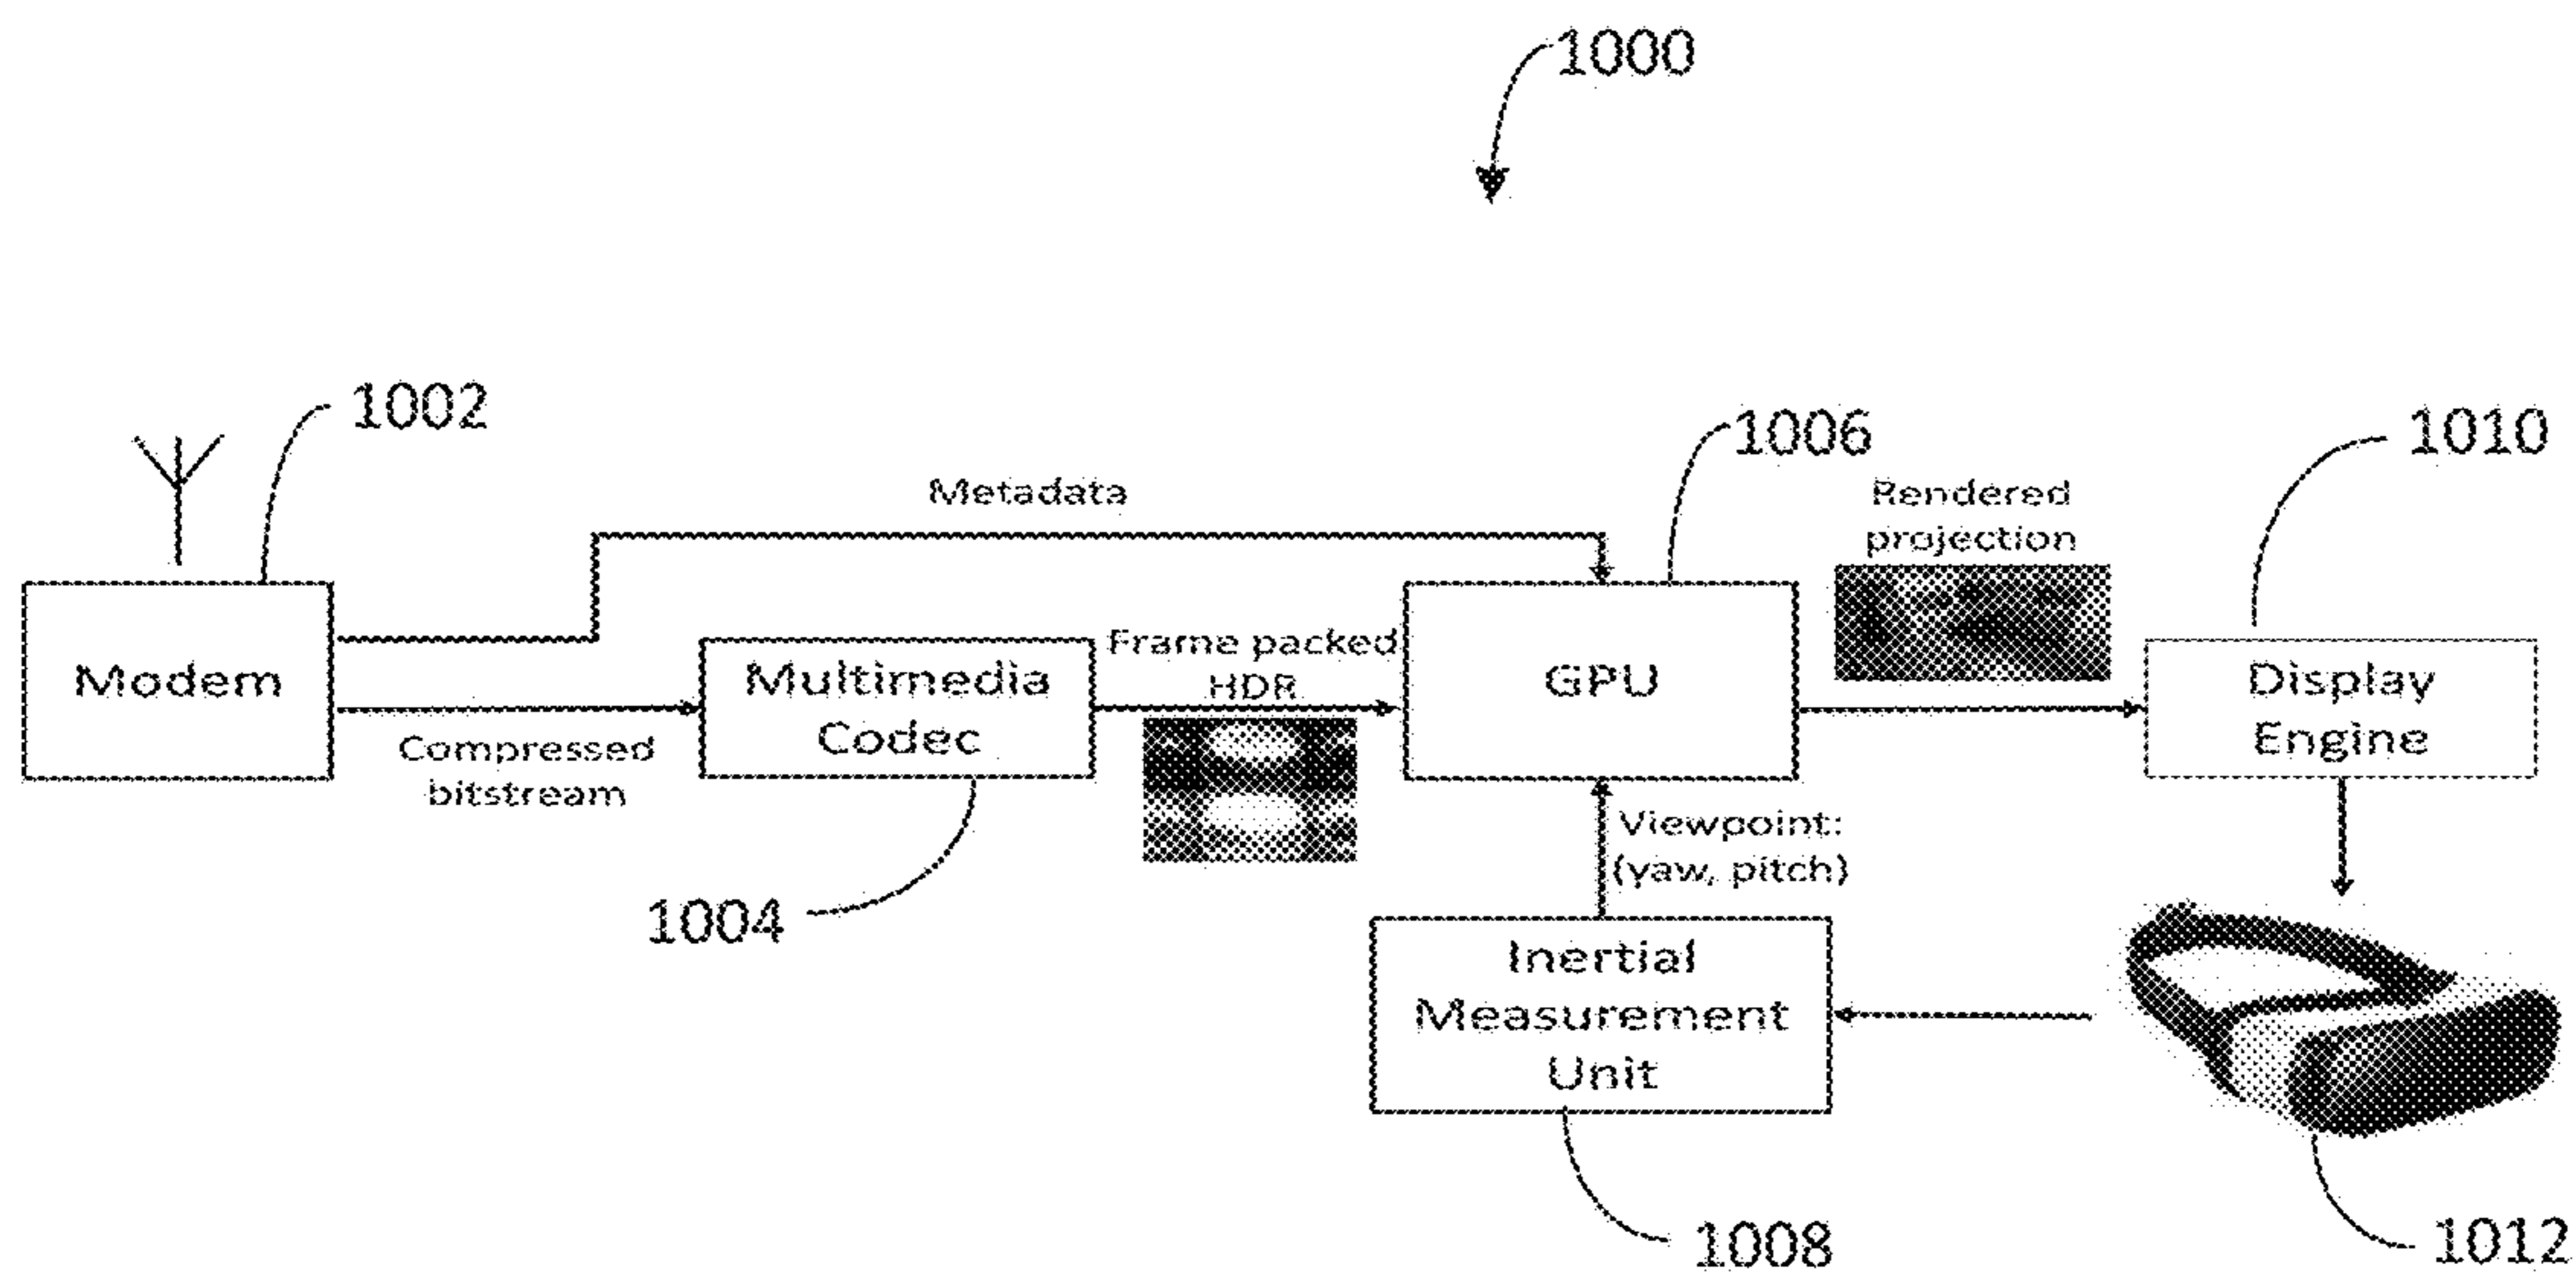 1000
1002
1006
1010
Metadata
Rendered
projection
Modem
Multimedia
Codec
Frame packed
HDR
GPU
Display
Engine
Compressed
bitstream
Viewpoint:
(yaw, pitch)
1004
Inertial
Measurement
Unit
1008
1012